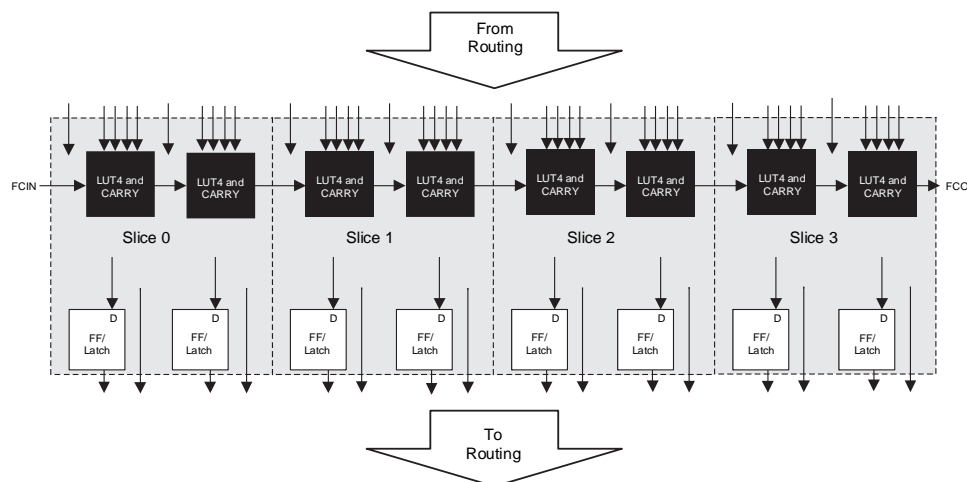 From
Routing
LUT4 and
CARRY
LUT4 and
CARRY
LUT4 and
CARRY
LUT4 and
CARRY
LUT4 and
CARRY
LUT4 and
CARRY
LUT4 and
CARRY
LUT4 and
CARRY
FCIN
FCO
Slice 0
Slice 1
Slice 2
Slice 3
D
FF/
Latch
D
FF/
Latch
D
FF/
Latch
D
FF/
Latch
D
FF/
Latch
D
FF/
Latch
D
FF/
Latch
D
FF/
Latch
To
Routing